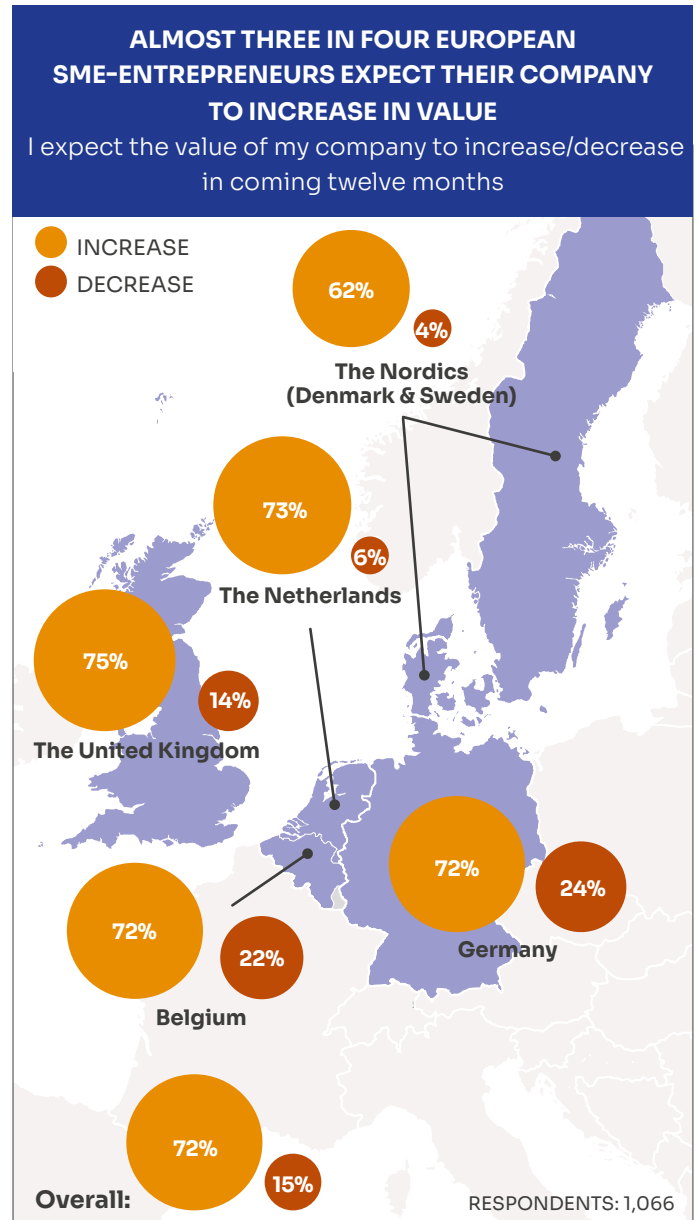 ALMOST THREE IN FOUR EUROPEAN
SME-ENTREPRENEURS EXPECT THEIR COMPANY
TO INCREASE IN VALUE
I expect the value of my company to increase/decrease
in coming twelve months
INCREASE
DECREASE
62%
4%
The Nordics
(Denmark & Sweden)
73%
6%
The Netherlands
75%
14%
The United Kingdom
72%
24%
Germany
72%
22%
Belgium
72%
15%
Overall:
RESPONDENTS: 1,066